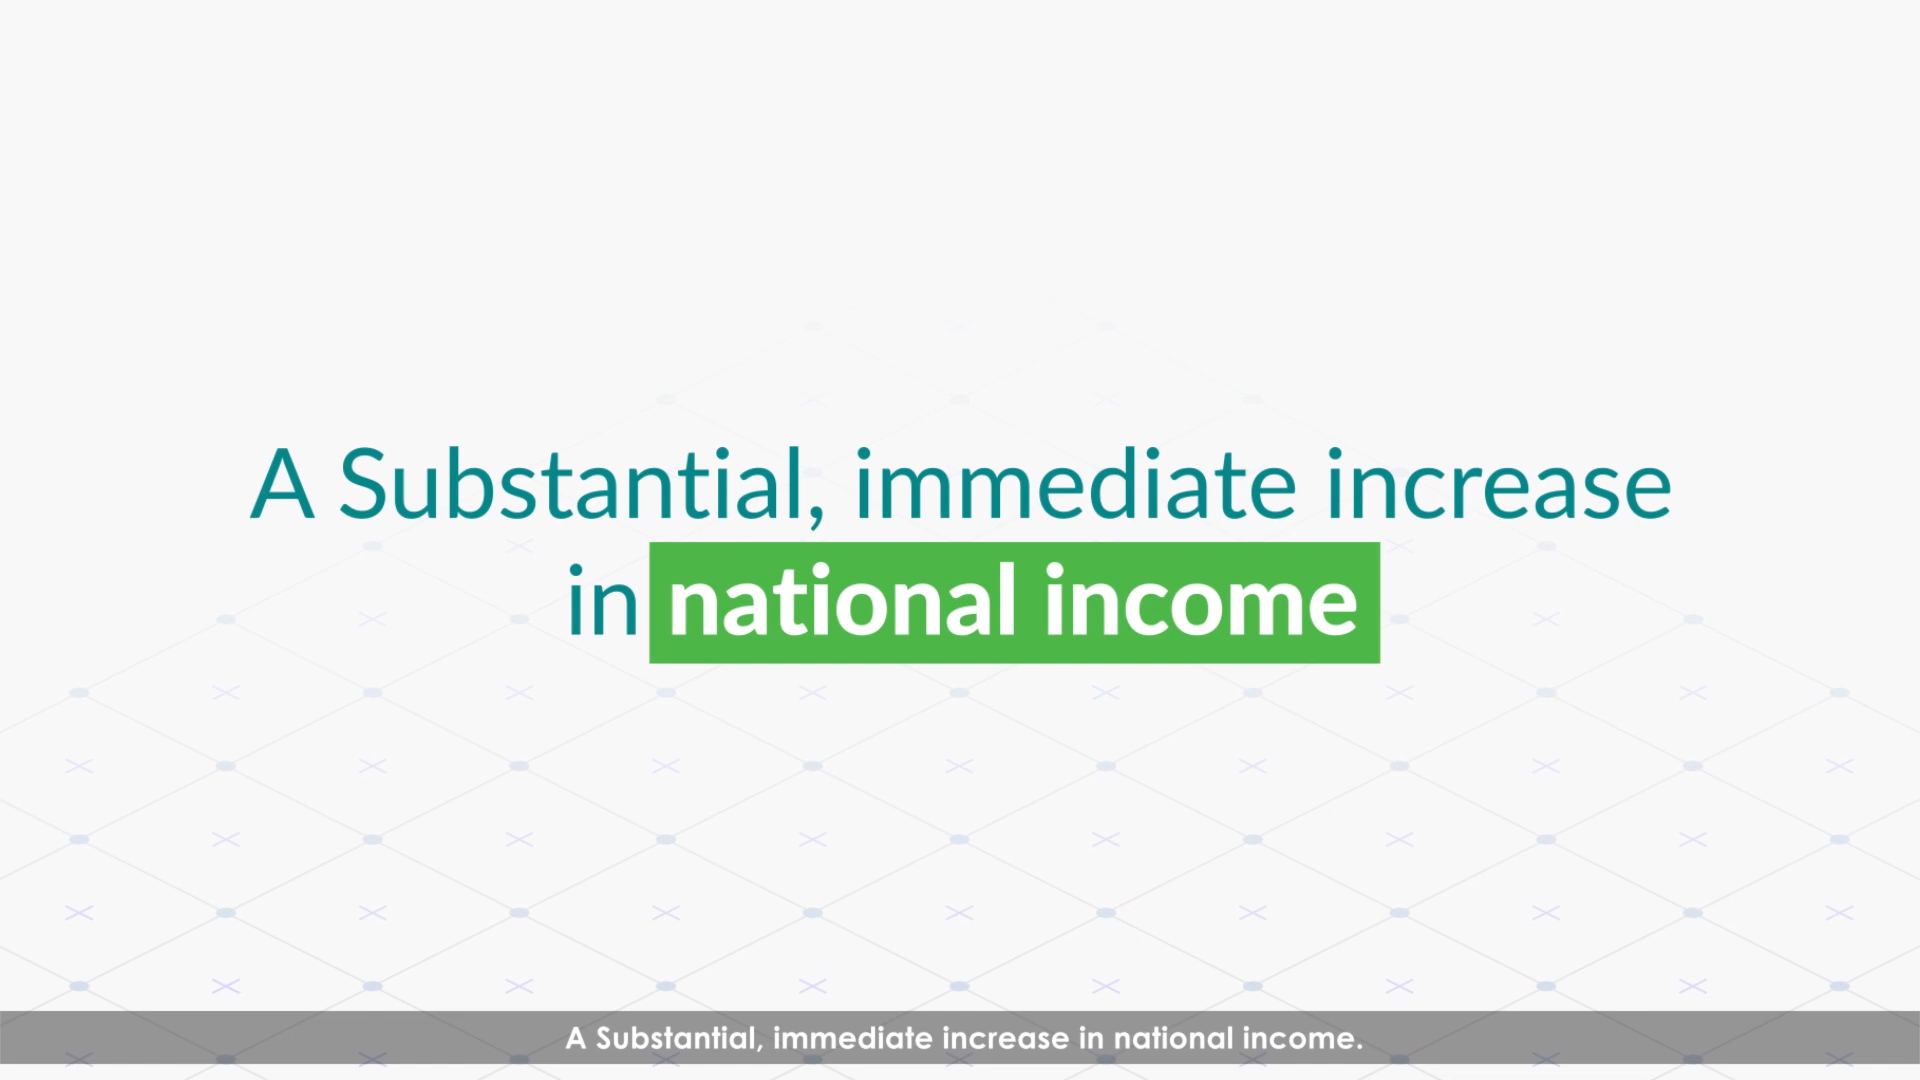 A Substantial, immediate increase
in national income
A Substantial, immediate increase in national income.